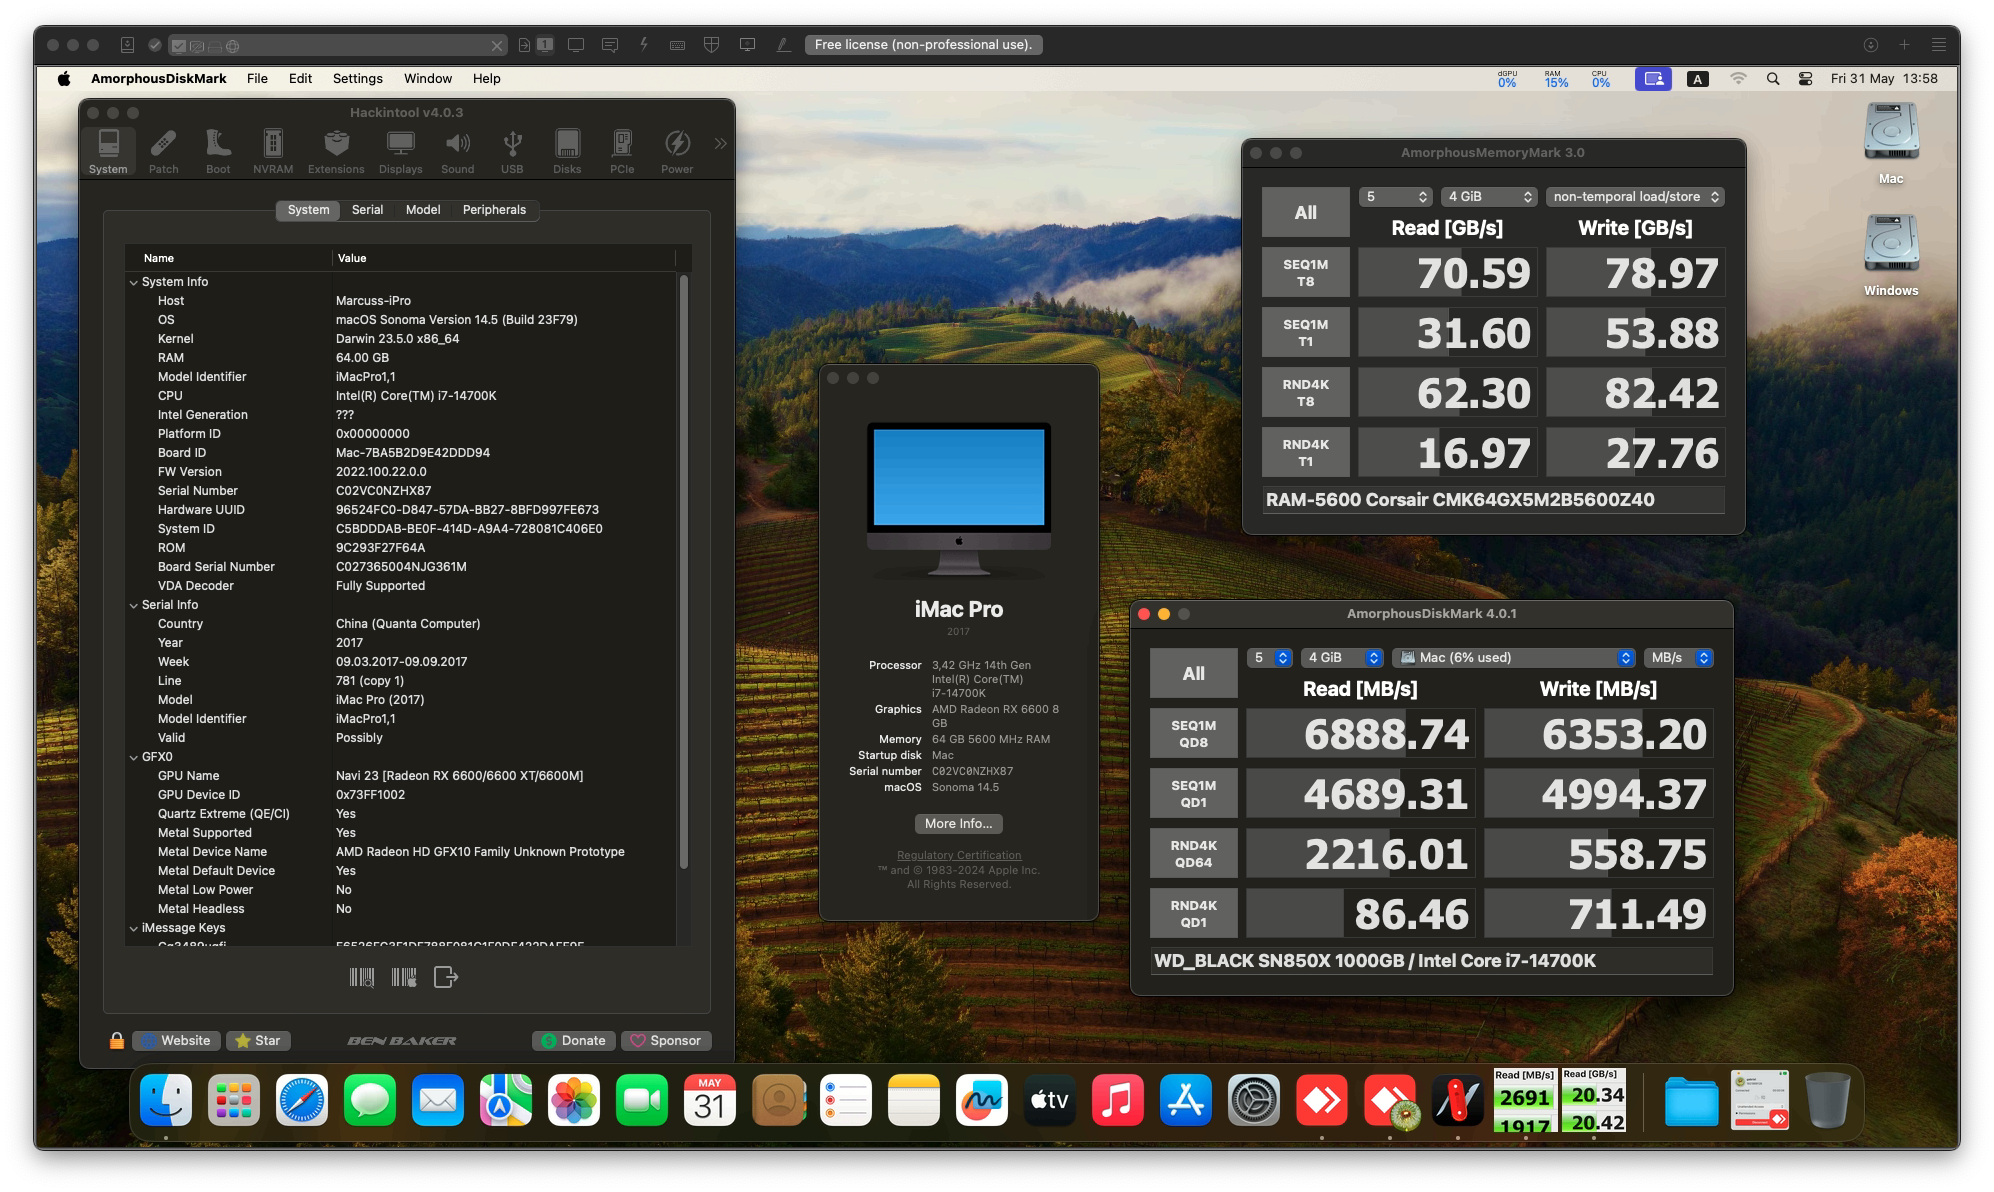 1
Free license (non-professional use).
AmorphousDiskMark File Edit Settings Window Help
dGPU 0% RAM 15% CPU 0% A Fri 31 May 13:58
Hackintool v4.0.3
System Patch Boot NVRAM Extensions Displays Sound USB Disks PCIe Power
System Serial Model Peripherals
Name Value
System Info
Host Marcuss-iPro
OS macOS Sonoma Version 14.5 (Build 23F79)
Kernel Darwin 23.5.0 x86_64
RAM 64.00 GB
Model Identifier iMacPro1,1
CPU Intel(R) Core(TM) i7-14700K
Intel Generation ???
Platform ID 0x00000000
Board ID Mac-7BA5B2D9E42DDD94
FW Version 2022.100.22.0.0
Serial Number C02VC0NZHX87
Hardware UUID 96524FC0-D847-57DA-BB27-8BFD997FE673
System ID C5BDDDAB-BE0F-414D-A9A4-728081C406E0
ROM 9C293F27F64A
Board Serial Number C027365004NJG361M
VDA Decoder Fully Supported
Serial Info
Country China (Quanta Computer)
Year 2017
Week 09.03.2017-09.09.2017
Line 781 (copy 1)
Model iMac Pro (2017)
Model Identifier iMacPro1,1
Valid Possibly
GFX0
GPU Name Navi 23 [Radeon RX 6600/6600 XT/6600M]
GPU Device ID 0x73FF1002
Quartz Extreme (QE/CI) Yes
Metal Supported Yes
Metal Device Name AMD Radeon HD GFX10 Family Unknown Prototype
Metal Default Device Yes
Metal Low Power No
Metal Headless No
iMessage Keys
Website Star BEN BAKER Donate Sponsor
iMac Pro
2017
Processor 3,42 GHz 14th Gen
Intel(R) Core(TM)
i7-14700K
Graphics AMD Radeon RX 6600 8
GB
Memory 64 GB 5600 MHz RAM
Startup disk Mac
Serial number C02VC0NZHX87
macOS Sonoma 14.5
More Info...
Regulatory Certification
™ and © 1983-2024 Apple Inc.
All Rights Reserved.
AmorphousMemoryMark 3.0
All 5 4 GiB non-temporal load/store
Read [GB/s] Write [GB/s]
SEQ1M T8 70.59 78.97
SEQ1M T1 31.60 53.88
RND4K T8 62.30 82.42
RND4K T1 16.97 27.76
RAM-5600 Corsair CMK64GX5M2B5600Z40
AmorphousDiskMark 4.0.1
All 5 4 GiB Mac (6% used) MB/s
Read [MB/s] Write [MB/s]
SEQ1M QD8 6888.74 6353.20
SEQ1M QD1 4689.31 4994.37
RND4K QD64 2216.01 558.75
RND4K QD1 86.46 711.49
WD_BLACK SN850X 1000GB / Intel Core i7-14700K
Mac
Windows
MAY
31
tv
Read [MB/s]
2691
1917
Read [GB/s]
20.34
20.42